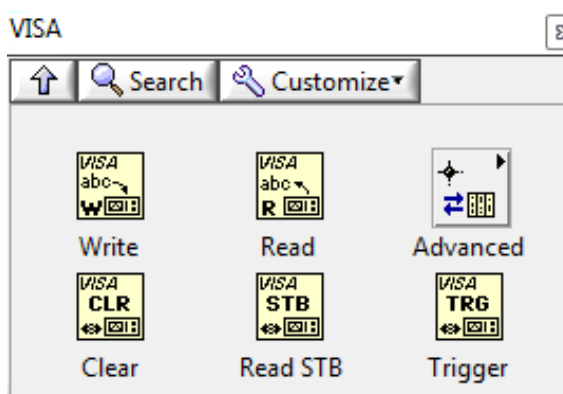 VISA
Search Customize
VISA abc W
VISA abc R
Write Read Advanced
VISA CLR
VISA STB
VISA TRG
Clear Read STB Trigger